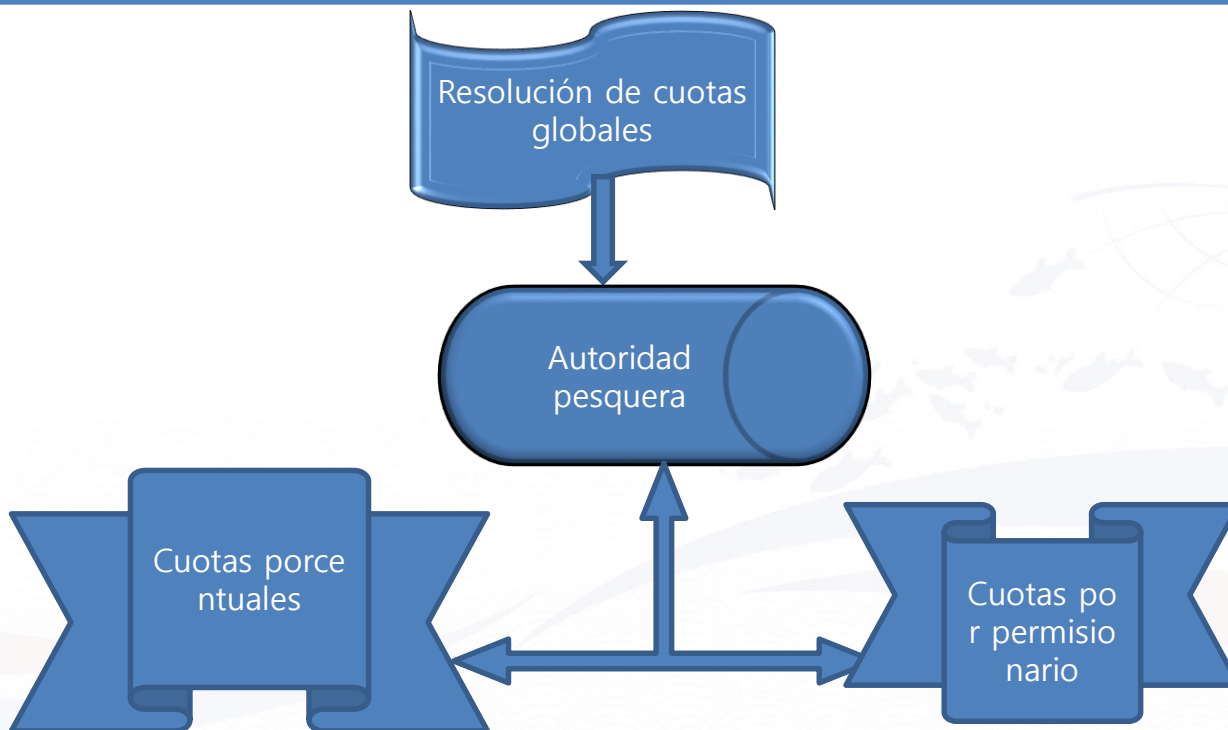 Resolución de cuotas
globales
Autoridad
pesquera
Cuotas porce
ntuales
Cuotas po
r permisio
nario